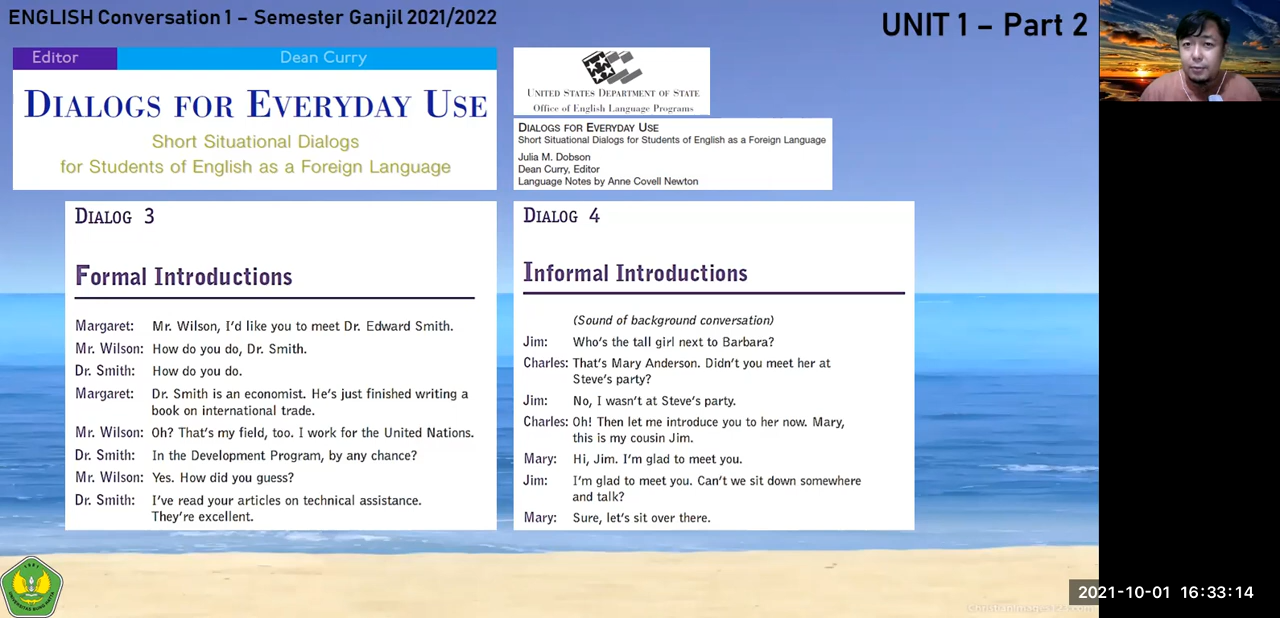 ENGLISH Conversation 1 – Semester Ganjil 2021/2022
UNIT 1 – Part 2
Editor
Dean Curry
DIALOGS FOR EVERYDAY USE
Short Situational Dialogs
for Students of English as a Foreign Language
UNITED STATES DEPARTMENT OF STATE
Office of English Language Programs
DIALOGS FOR EVERYDAY USE
Short Situational Dialogs for Students of English as a Foreign Language
Julia M. Dobson
Dean Curry, Editor
Language Notes by Anne Covell Newton
DIALOG 3
Formal Introductions
Margaret: Mr. Wilson, I'd like you to meet Dr. Edward Smith.
Mr. Wilson: How do you do, Dr. Smith.
Dr. Smith: How do you do.
Margaret: Dr. Smith is an economist. He's just finished writing a
book on international trade.
Mr. Wilson: Oh? That's my field, too. I work for the United Nations.
Dr. Smith: In the Development Program, by any chance?
Mr. Wilson: Yes. How did you guess?
Dr. Smith: I've read your articles on technical assistance.
They're excellent.
DIALOG 4
Informal Introductions
(Sound of background conversation)
Jim: Who's the tall girl next to Barbara?
Charles: That's Mary Anderson. Didn't you meet her at
Steve's party?
Jim: No, I wasn't at Steve's party.
Charles: Oh! Then let me introduce you to her now. Mary,
this is my cousin Jim.
Mary: Hi, Jim. I'm glad to meet you.
Jim: I'm glad to meet you. Can't we sit down somewhere
and talk?
Mary: Sure, let's sit over there.
2021-10-01 16:33:14